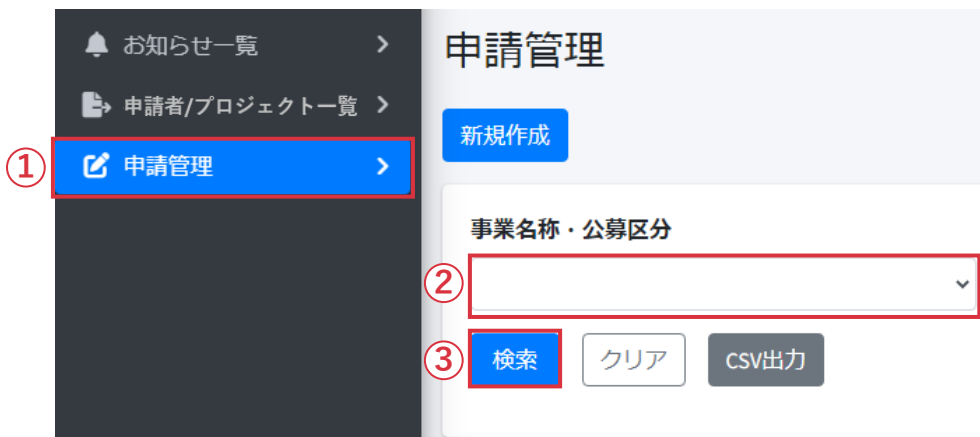 お知らせ一覧
申請者/プロジェクト一覧
① 申請管理
申請管理
新規作成
事業名称・公募区分
②
③ 検索 クリア CSV出力